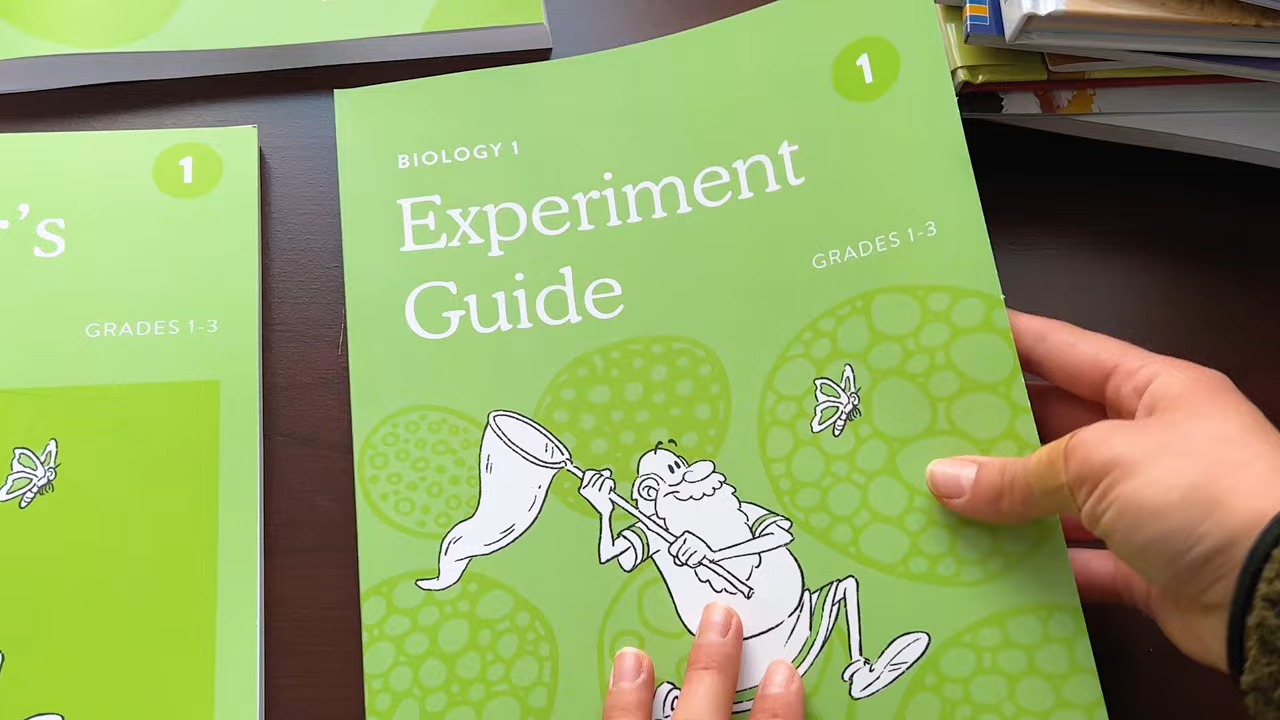 1
BIOLOGY 1
Experiment
Guide
GRADES 1-3
1
GRADES 1-3